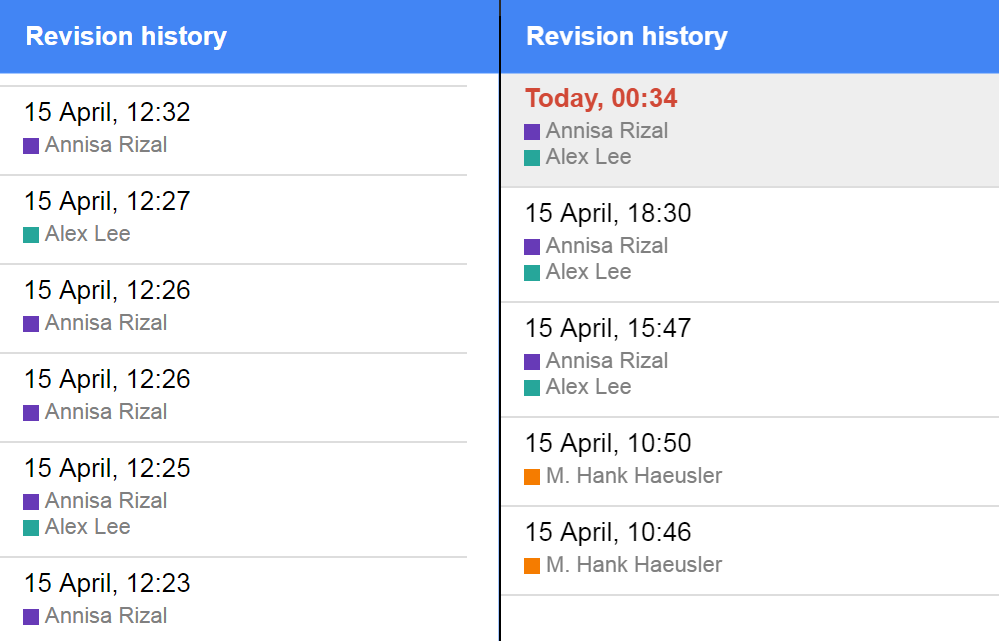 Revision history
15 April, 12:32
Annisa Rizal
15 April, 12:27
Alex Lee
15 April, 12:26
Annisa Rizal
15 April, 12:26
Annisa Rizal
15 April, 12:25
Annisa Rizal
Alex Lee
15 April, 12:23
Annisa Rizal
Revision history
Today, 00:34
Annisa Rizal
Alex Lee
15 April, 18:30
Annisa Rizal
Alex Lee
15 April, 15:47
Annisa Rizal
Alex Lee
15 April, 10:50
M. Hank Haeusler
15 April, 10:46
M. Hank Haeusler